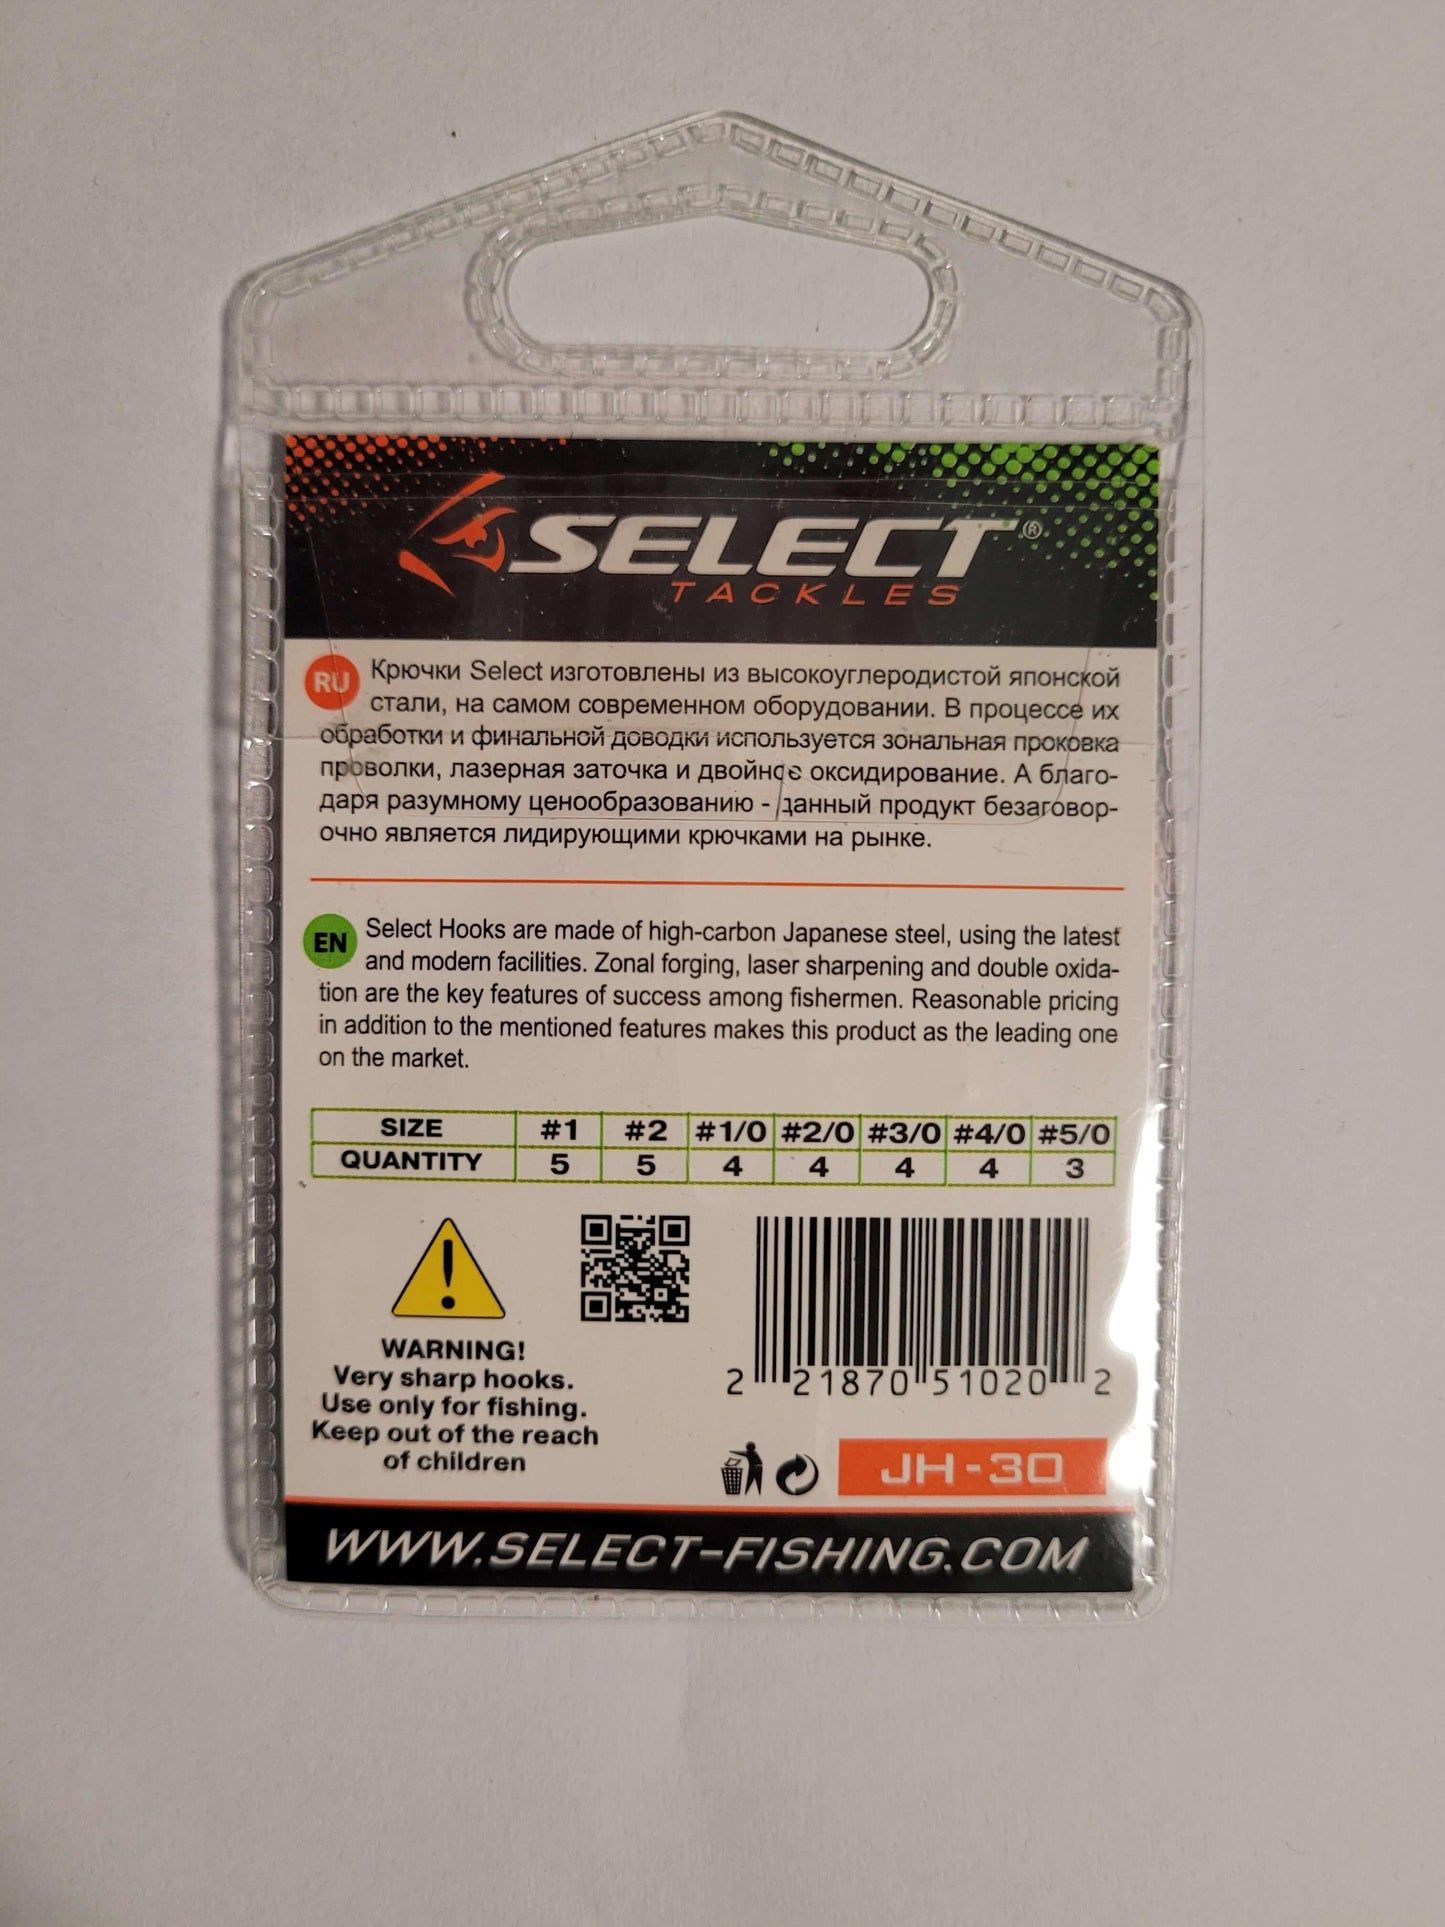 SELECT®
TACKLES
RU Крючки Select изготовлены из высокоуглеродистой японской
стали, на самом современном оборудовании. В процессе их
обработки и финальной доводки используется зональная проковка
проволки, лазерная заточка и двойное оксидирование. А благо-
даря разумному ценообразованию - данный продукт безаговор-
очно является лидирующими крючками на рынке.
EN Select Hooks are made of high-carbon Japanese steel, using the latest
and modern facilities. Zonal forging, laser sharpening and double oxida-
tion are the key features of success among fishermen. Reasonable pricing
in addition to the mentioned features makes this product as the leading one
on the market.
SIZE #1 #2 #1/0 #2/0 #3/0 #4/0 #5/0
QUANTITY 5 5 4 4 4 4 3
WARNING!
Very sharp hooks.
Use only for fishing.
Keep out of the reach
of children
2 21870 51020 2
JH-30
WWW.SELECT-FISHING.COM